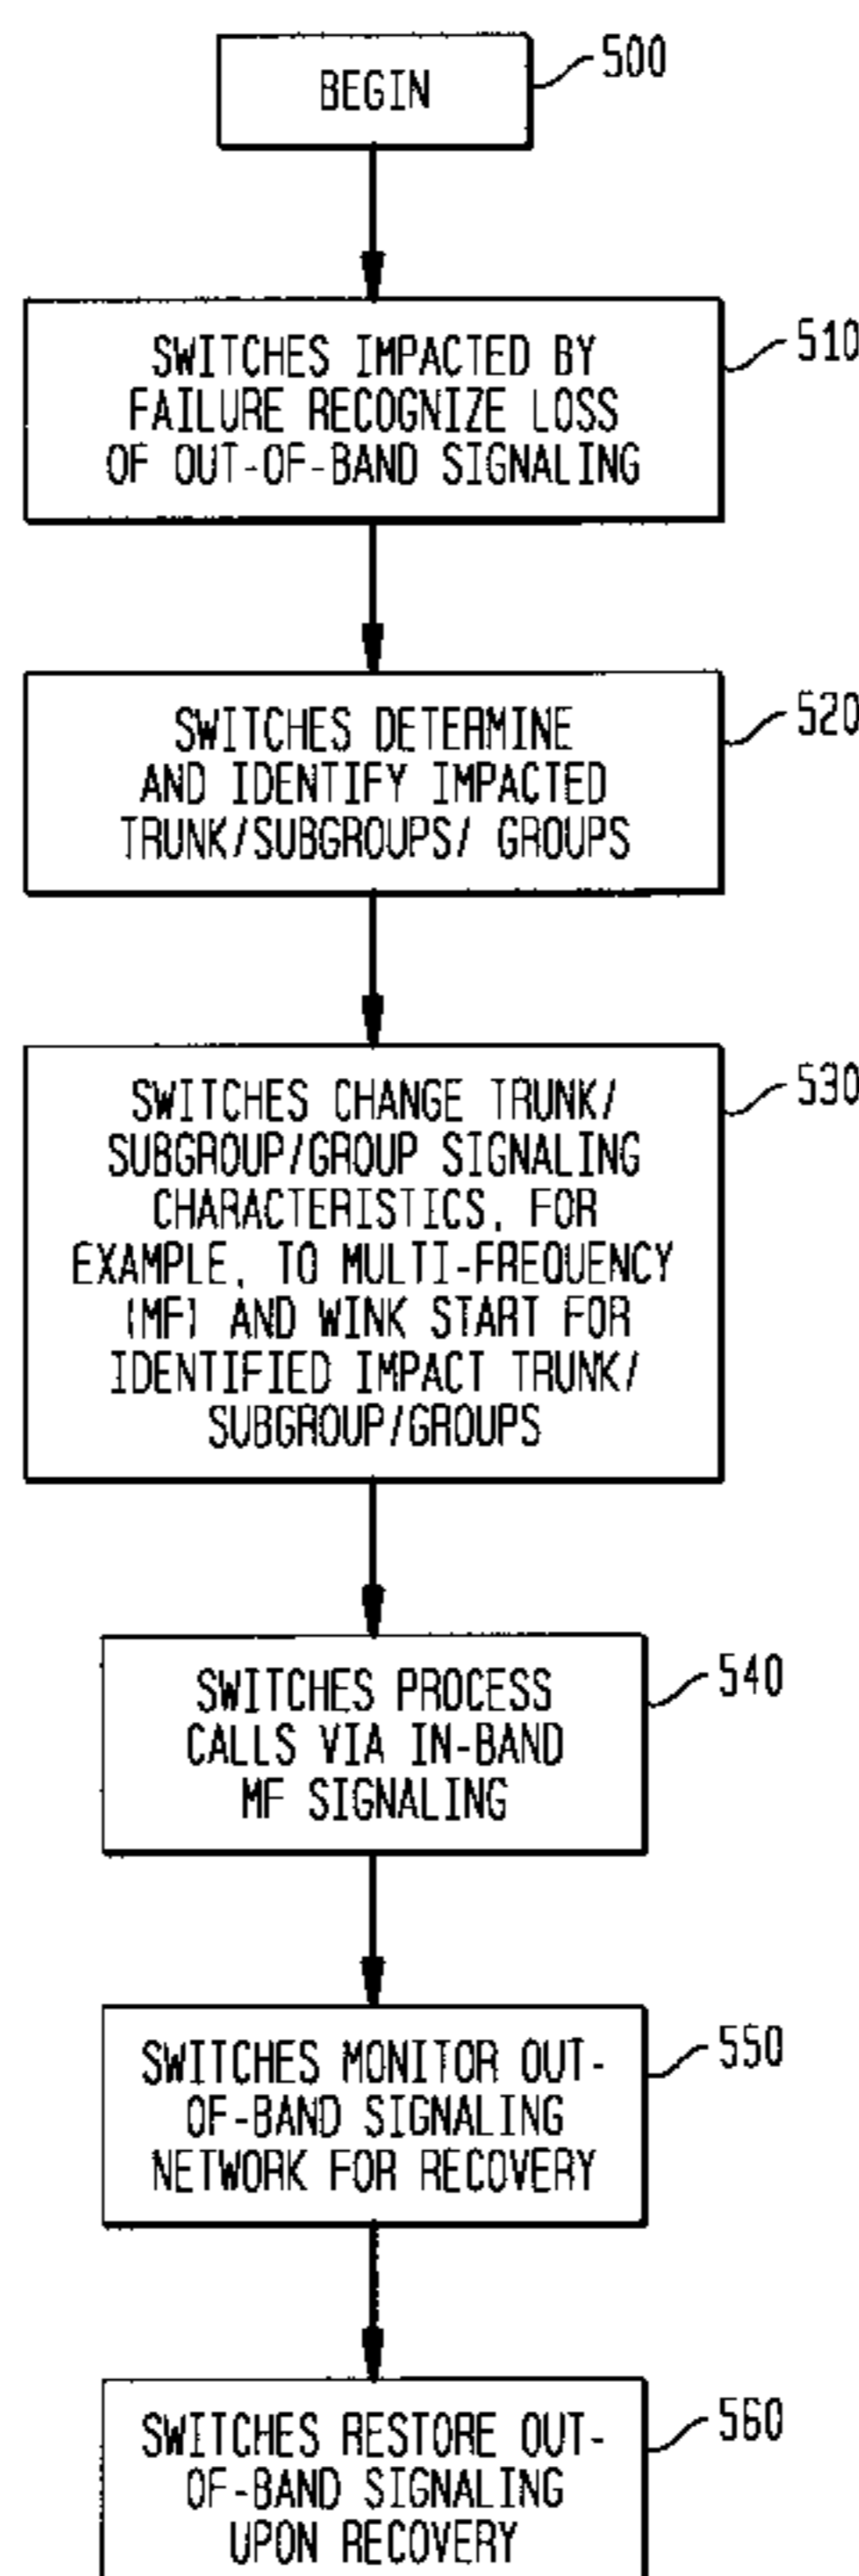 BEGIN
500
SWITCHES IMPACTED BY
FAILURE RECOGNIZE LOSS
OF OUT-OF-BAND SIGNALING
510
SWITCHES DETERMINE
AND IDENTIFY IMPACTED
TRUNK/SUBGROUPS/ GROUPS
520
SWITCHES CHANGE TRUNK/
SUBGROUP/GROUP SIGNALING
CHARACTERISTICS, FOR
EXAMPLE, TO MULTI-FREQUENCY
(MF) AND WINK START FOR
IDENTIFIED IMPACT TRUNK/
SUBGROUP/GROUPS
530
SWITCHES PROCESS
CALLS VIA IN-BAND
MF SIGNALING
540
SWITCHES MONITOR OUT-
OF-BAND SIGNALING
NETWORK FOR RECOVERY
550
SWITCHES RESTORE OUT-
OF-BAND SIGNALING
UPON RECOVERY
560